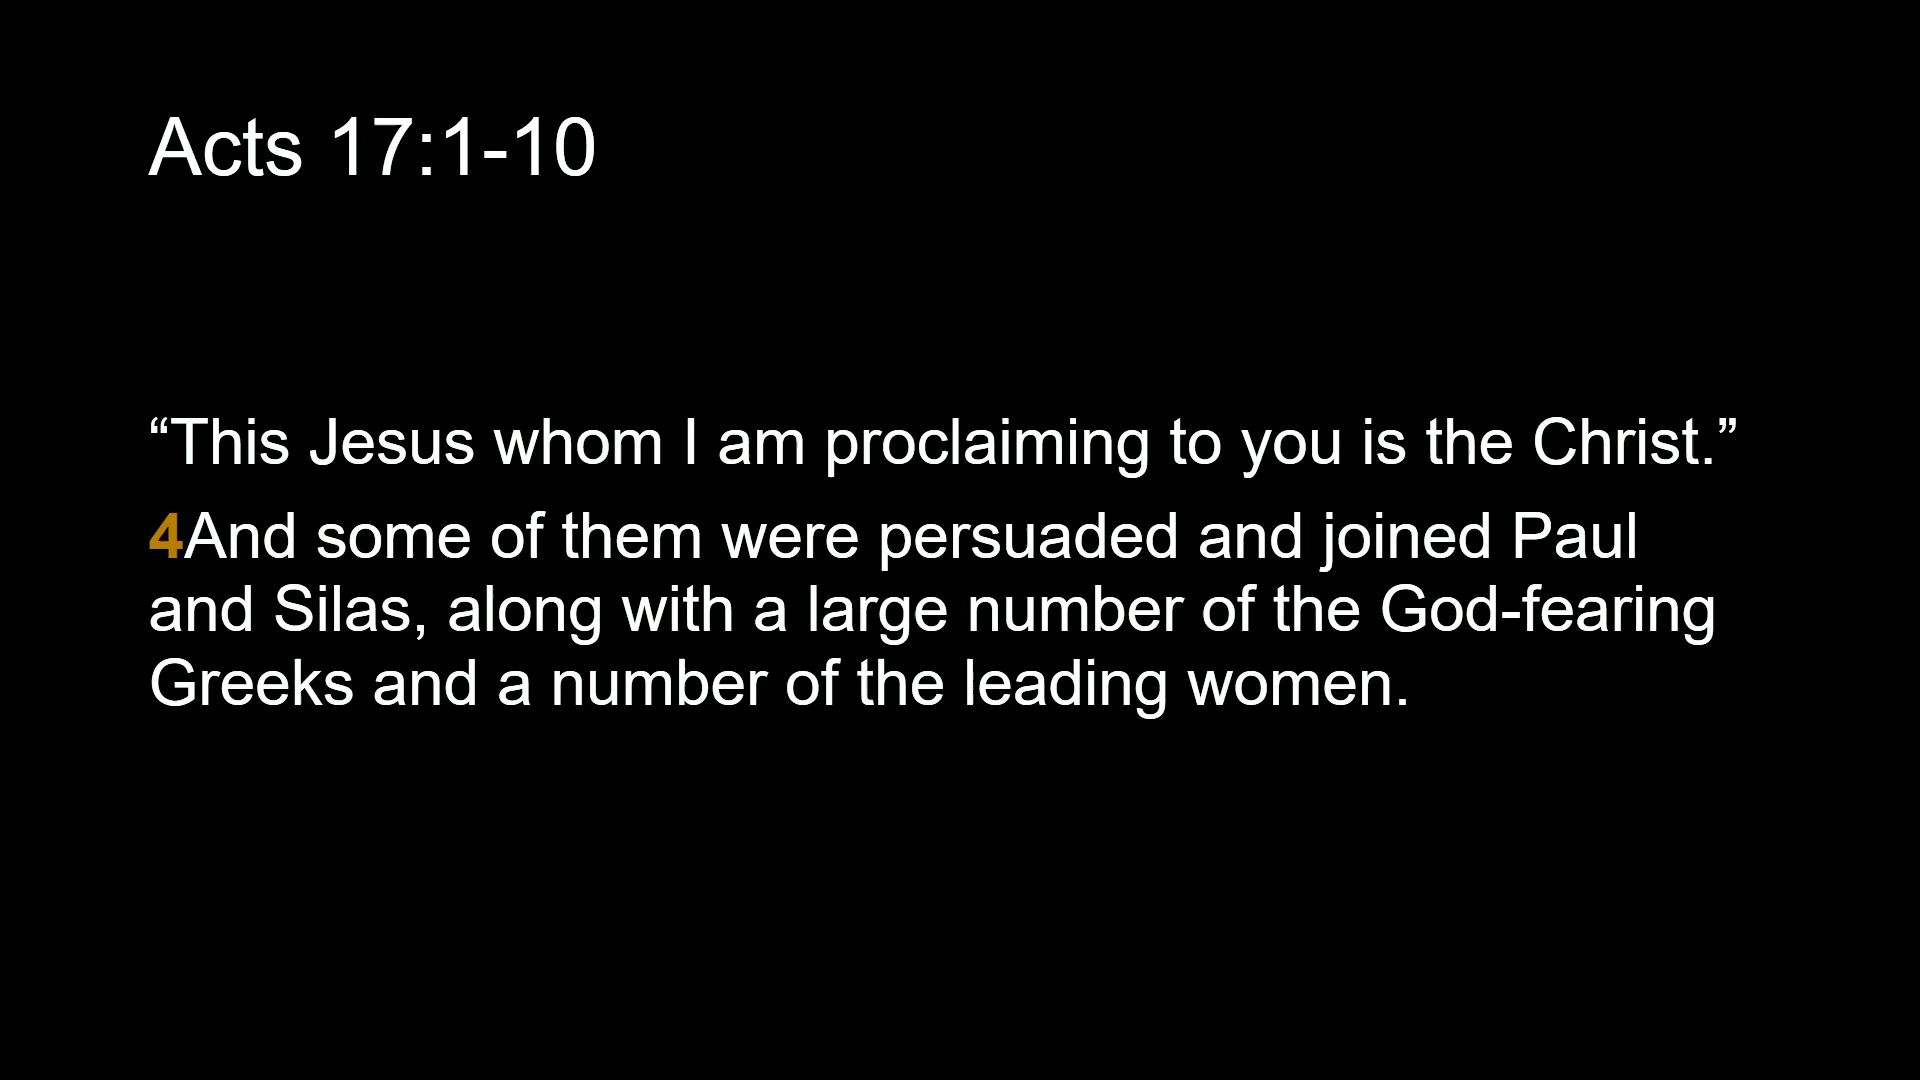 Acts 17:1-10
“This Jesus whom I am proclaiming to you is the Christ.”
4And some of them were persuaded and joined Paul
and Silas, along with a large number of the God-fearing
Greeks and a number of the leading women.